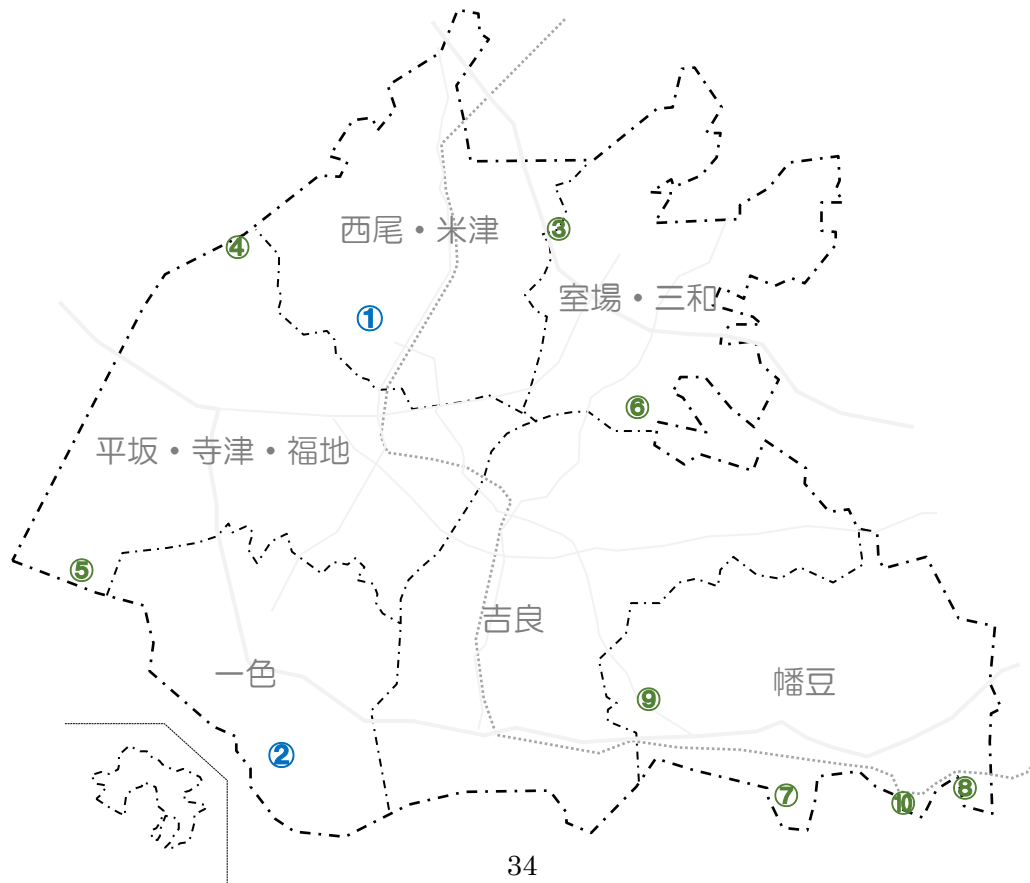 西尾・米津
③
④
室場・三和
①
⑥
平坂・寺津・福地
⑤
吉良
一色
幡豆
⑨
②
⑦
⑧
⑩
34